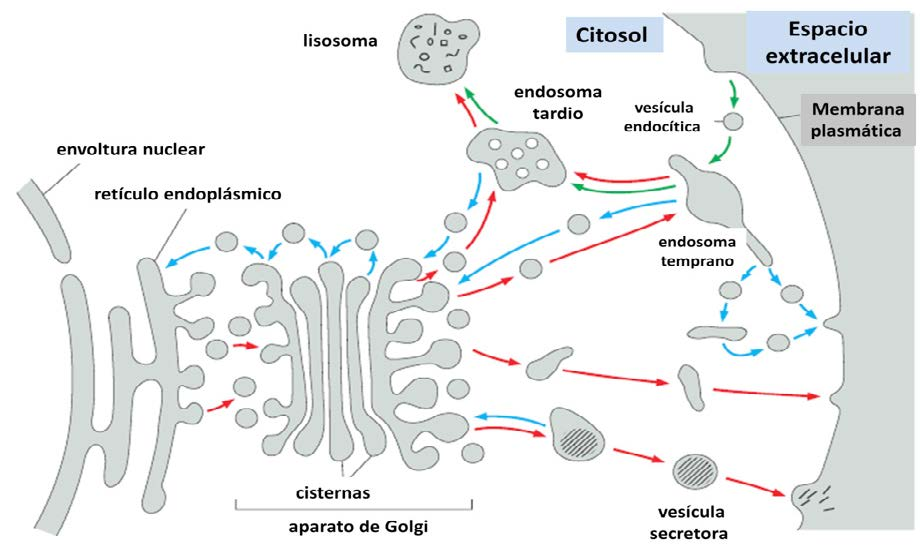 lisosoma
Citosol
Espacio
extracelular
endosoma
tardio
vesícula
endocítica
Membrana
plasmática
envoltura nuclear
retículo endoplásmico
endosoma
temprano
cisternas
aparato de Golgi
vesícula
secretora